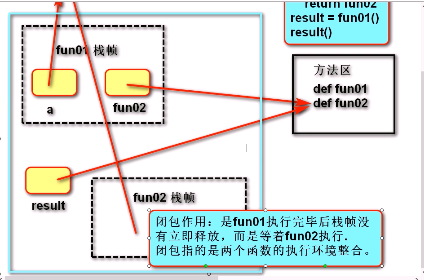 return fun02
result = fun01()
result()
fun01 栈帧
a
fun02
方法区
def fun01
def fun02
result
fun02 栈帧
闭包作用：是fun01执行完毕后栈帧没
有立即释放，而是等着fun02执行.
闭包指的是两个函数的执行环境整合。